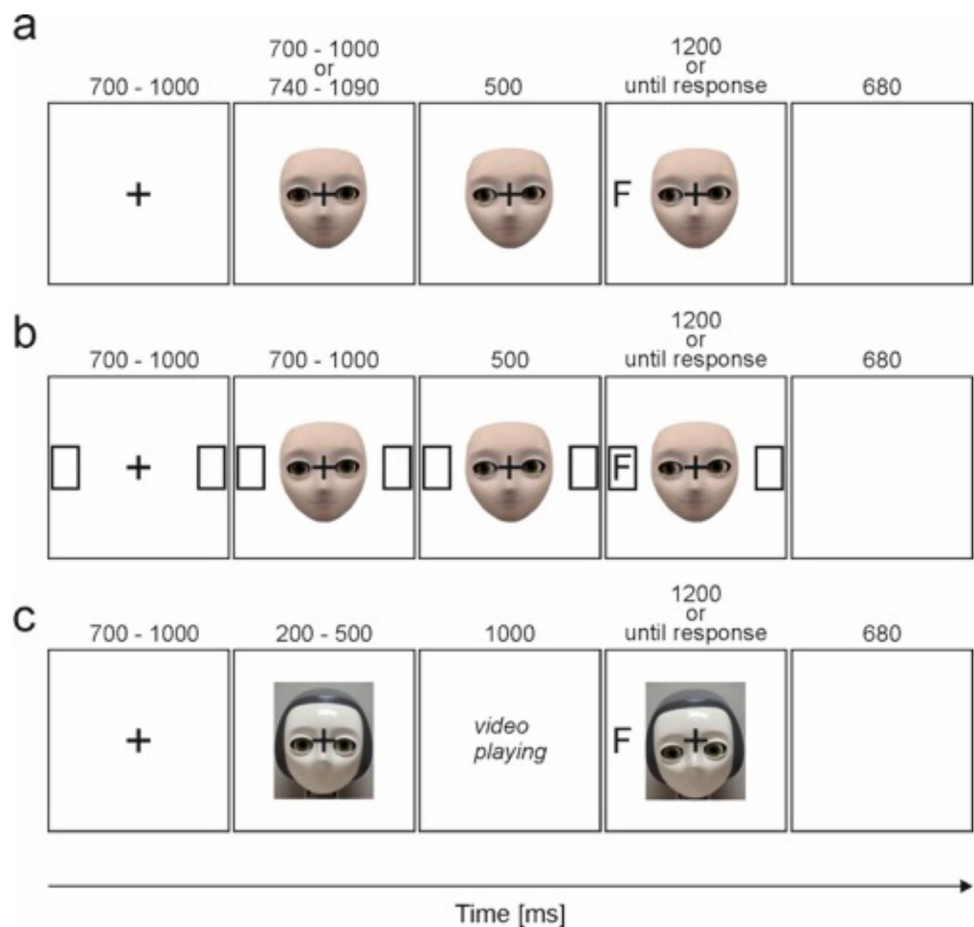 a
700 - 1000
700 - 1000
or
740 - 1090
500
1200
or
until response
680
+
+
+
F +
b
700 - 1000
700 - 1000
500
1200
or
until response
680
+
+
+
F +
c
700 - 1000
200 - 500
1000
1200
or
until response
680
+
+
video
playing
F +
Time [ms]